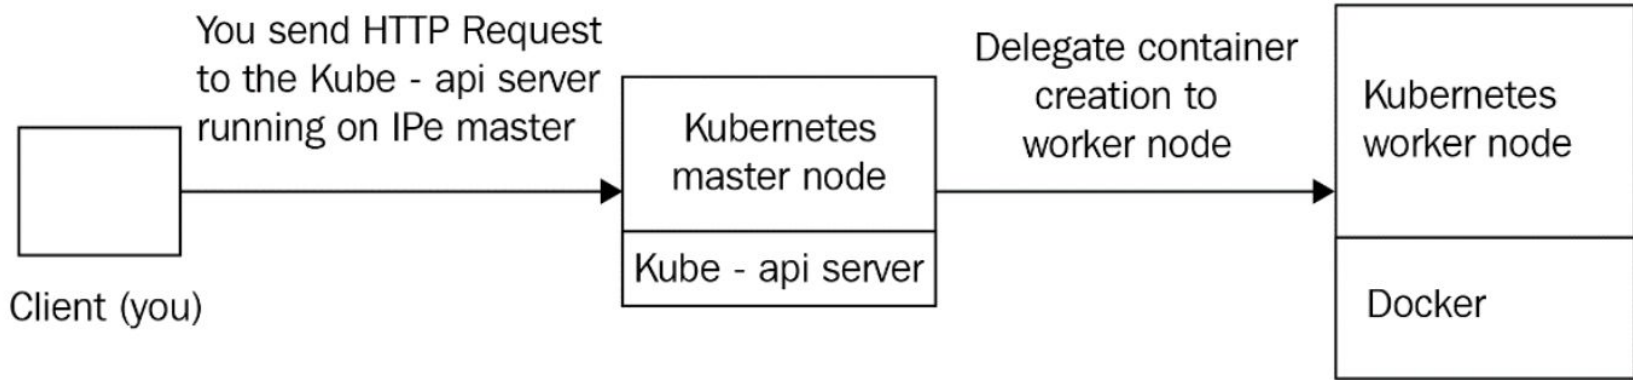 You send HTTP Request
to the Kube - api server
running on IPe master
Client (you)
Kubernetes
master node
Kube - api server
Delegate container
creation to
worker node
Kubernetes
worker node
Docker